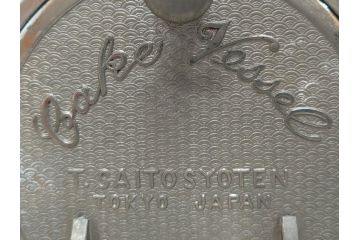 Cake Vessel
T. SAITOSYOTEN
TOKYO JAPAN